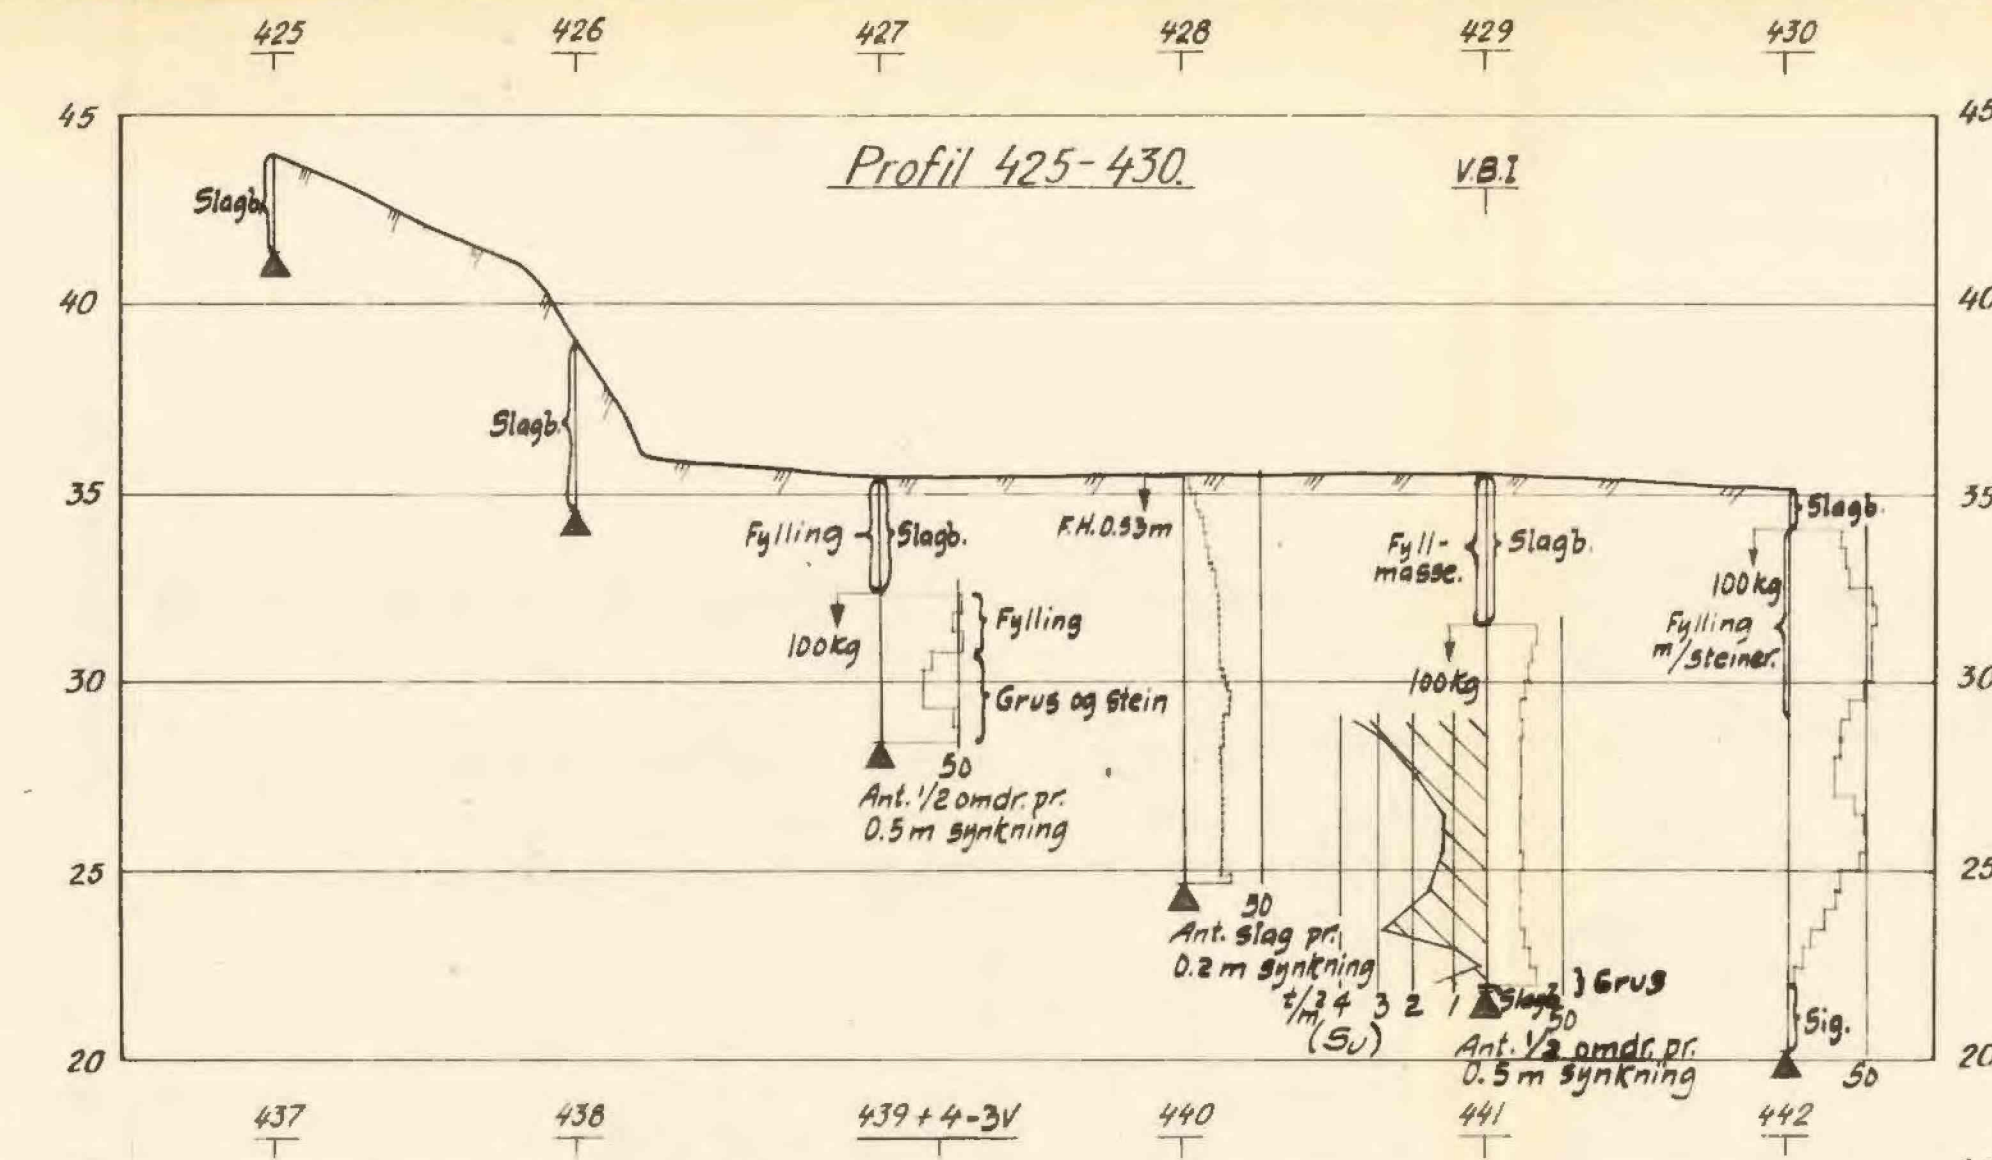 425 426 427 428 429 430
45 45
Profil 425-430.
V.B.I
Slagb.
40 40
Slagb.
35 35
Fylling Slagb.
F.H. 0.53m
Fyll-
masse.
Slagb.
Slagb.
100kg
Fylling
m/steiner.
100kg
Fylling
Grus og stein
100kg
30 30
50
Ant. 1/2 omdr. pr.
0.5 m synkning
25 25
50
Ant. slag pr.
0.2 m synkning
t/m2 4 3 2 1
(Su)
Slagb.
Grus
50
Ant. 1/2 omdr. pr.
0.5 m synkning
Sig.
50
20 20
437 438 439 + 4-3V 440 441 442